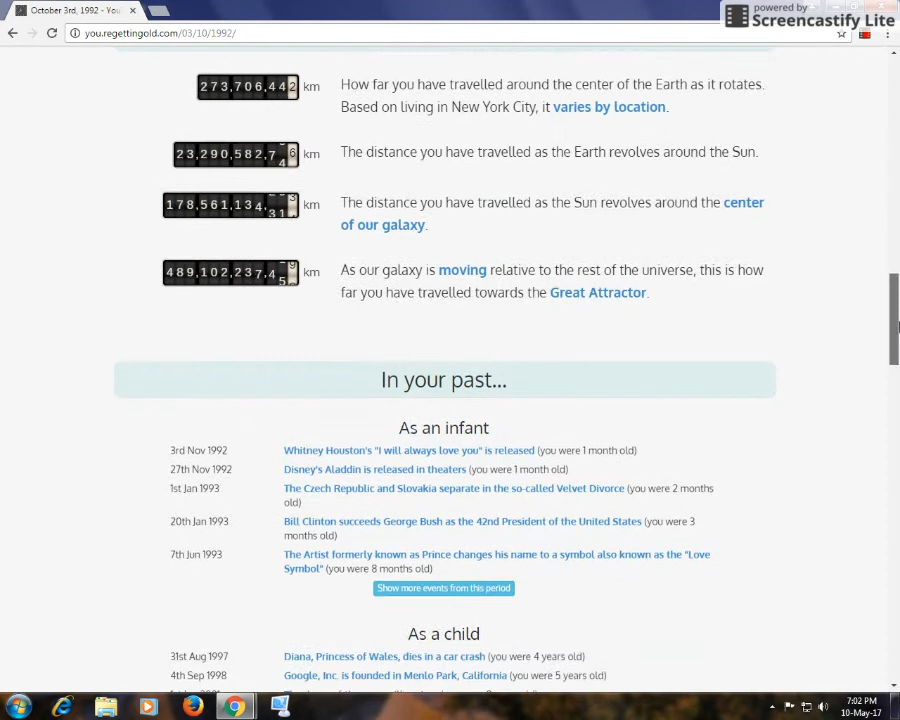 October 3rd, 1992 - You
powered by
Screencastify Lite
you.regettingold.com/03/10/1992/
273,706,442 km
How far you have travelled around the center of the Earth as it rotates.
Based on living in New York City, it varies by location.
23,290,582,7 km
The distance you have travelled as the Earth revolves around the Sun.
178,561,134, km
The distance you have travelled as the Sun revolves around the center
of our galaxy.
489,102,237,4 km
As our galaxy is moving relative to the rest of the universe, this is how
far you have travelled towards the Great Attractor.
In your past...
As an infant
3rd Nov 1992 Whitney Houston's "I will always love you" is released (you were 1 month old)
27th Nov 1992 Disney's Aladdin is released in theaters (you were 1 month old)
1st Jan 1993 The Czech Republic and Slovakia separate in the so-called Velvet Divorce (you were 2 months
old)
20th Jan 1993 Bill Clinton succeeds George Bush as the 42nd President of the United States (you were 3
months old)
7th Jun 1993 The Artist formerly known as Prince changes his name to a symbol also known as the "Love
Symbol" (you were 8 months old)
Show more events from this period
As a child
31st Aug 1997 Diana, Princess of Wales, dies in a car crash (you were 4 years old)
4th Sep 1998 Google, Inc. is founded in Menlo Park, California (you were 5 years old)
7:02 PM
10-May-17